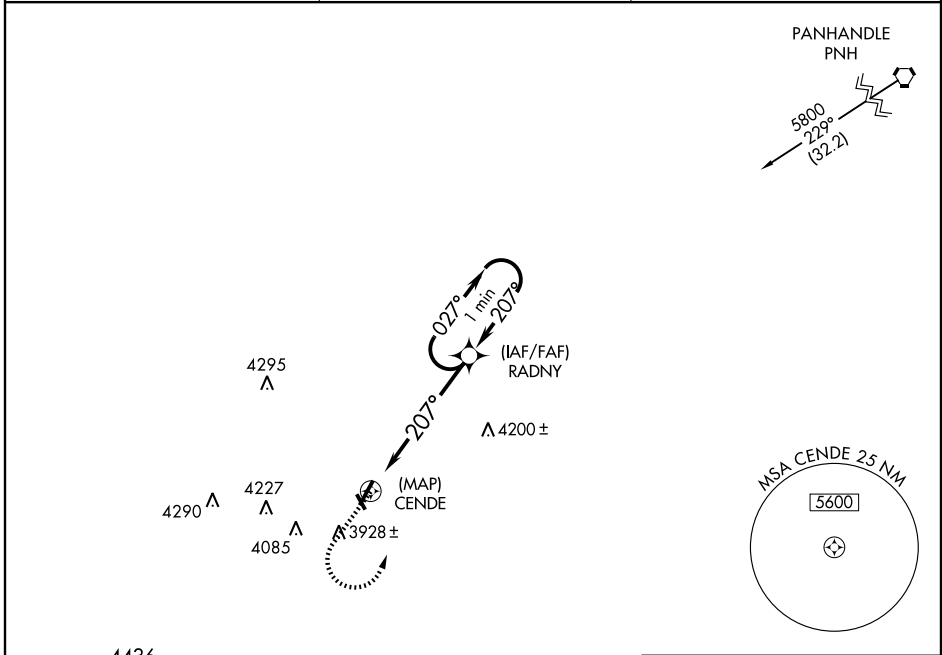 PANHANDLE
PNH
5800
229°
(32.2)
027°
1 min
207°
(IAF/FAF)
RADNY
4295
207°
4200 ±
MSA CENDE 25 NM
5600
(MAP)
CENDE
4227
4290
4085
3928 ±